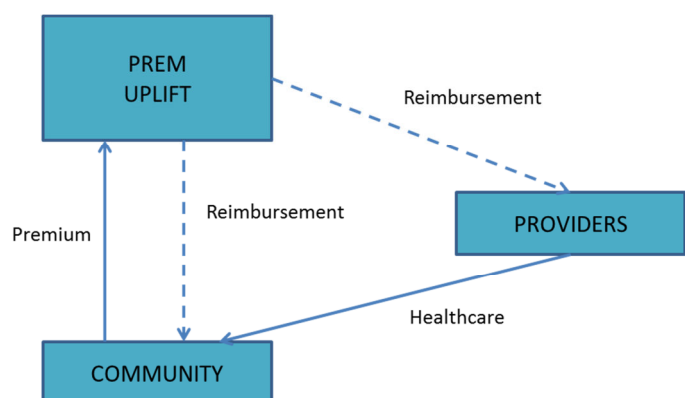 PREM
UPLIFT
Reimbursement
Reimbursement
Premium
PROVIDERS
Healthcare
COMMUNITY